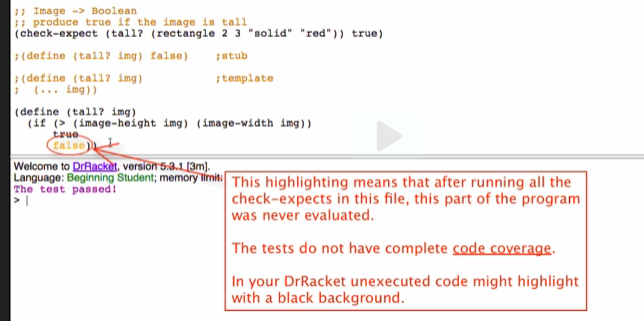 ;; Image -> Boolean
;; produce true if the image is tall
(check-expect (tall? (rectangle 2 3 "solid" "red")) true)
;(define (tall? img) false)    ;stub
;(define (tall? img)           ;template
;  (... img))
(define (tall? img)
  (if (> (image-height img) (image-width img))
      true
      false))
Welcome to DrRacket, version 5.3.1 [3m].
Language: Beginning Student; memory limit:
The test passed!
>
This highlighting means that after running all the
check-expects in this file, this part of the program
was never evaluated.
The tests do not have complete code coverage.
In your DrRacket unexecuted code might highlight
with a black background.